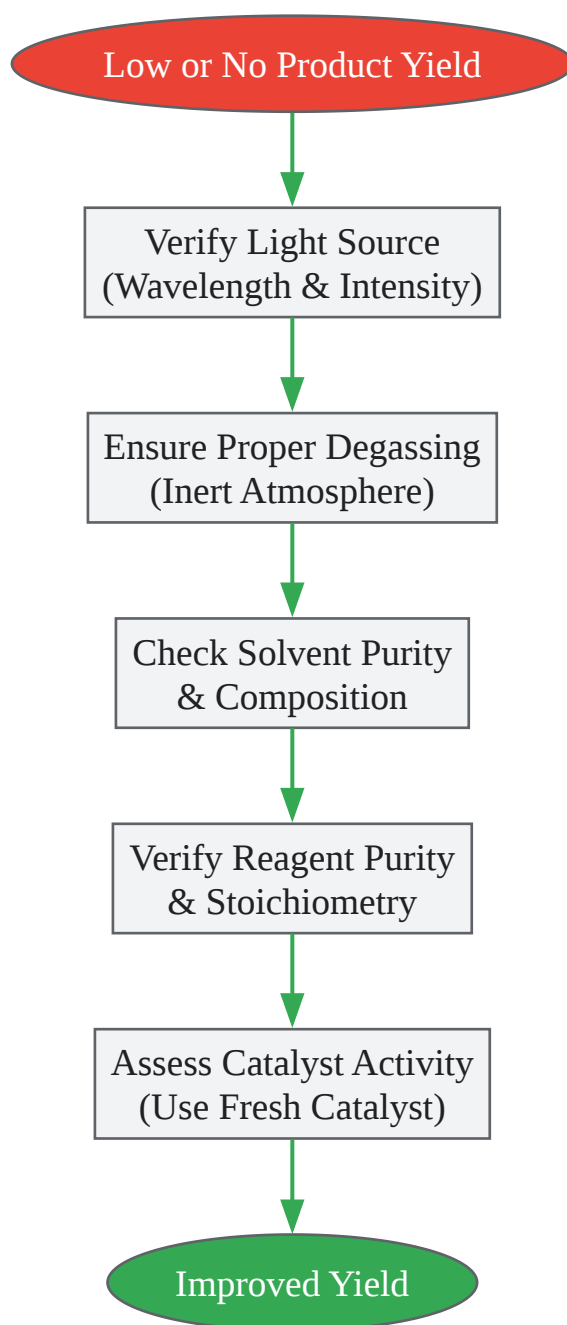 Low or No Product Yield
Verify Light Source
(Wavelength & Intensity)
Ensure Proper Degassing
(Inert Atmosphere)
Check Solvent Purity
& Composition
Verify Reagent Purity
& Stoichiometry
Assess Catalyst Activity
(Use Fresh Catalyst)
Improved Yield